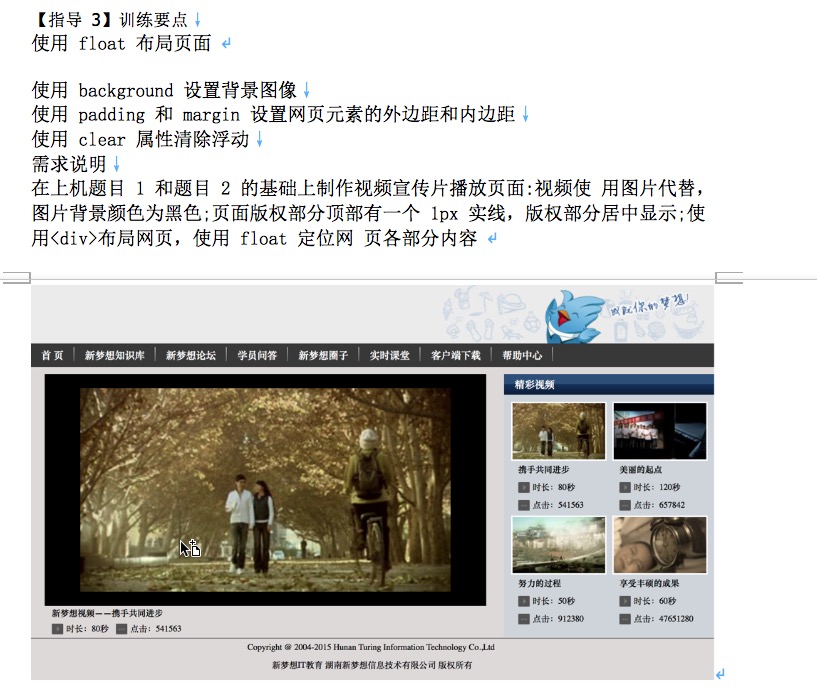 【指导 3】训练要点
使用 float 布局页面
使用 background 设置背景图像
使用 padding 和 margin 设置网页元素的外边距和内边距
使用 clear 属性清除浮动
需求说明
在上机题目 1 和题目 2 的基础上制作视频宣传片播放页面:视频使 用图片代替，
图片背景颜色为黑色;页面版权部分顶部有一个 1px 实线，版权部分居中显示;使
用<div>布局网页，使用 float 定位网 页各部分内容
成就你的梦想!
首 页 新梦想知识库 新梦想论坛 学员问答 新梦想圈子 实时课堂 客户端下载 帮助中心
精彩视频
携手共同进步 美丽的起点
时长: 80秒 时长: 120秒
点击: 541563 点击: 657842
努力的过程 享受丰硕的成果
时长: 50秒 时长: 60秒
点击: 912380 点击: 47651280
新梦想视频——携手共同进步
时长: 80秒 点击: 541563
Copyright @ 2004-2015 Hunan Turing Information Technology Co.,Ltd
新梦想IT教育 湖南新梦想信息技术有限公司 版权所有